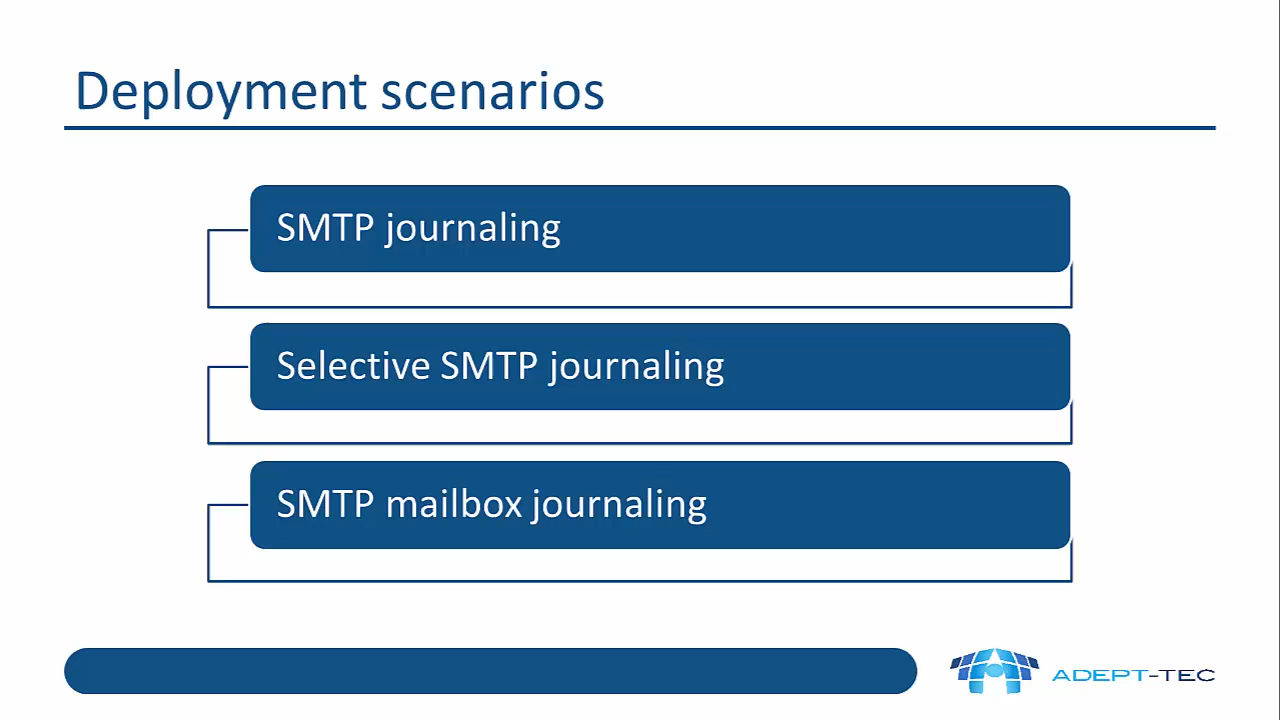 Deployment scenarios
SMTP journaling
Selective SMTP journaling
SMTP mailbox journaling
ADEPT-TEC